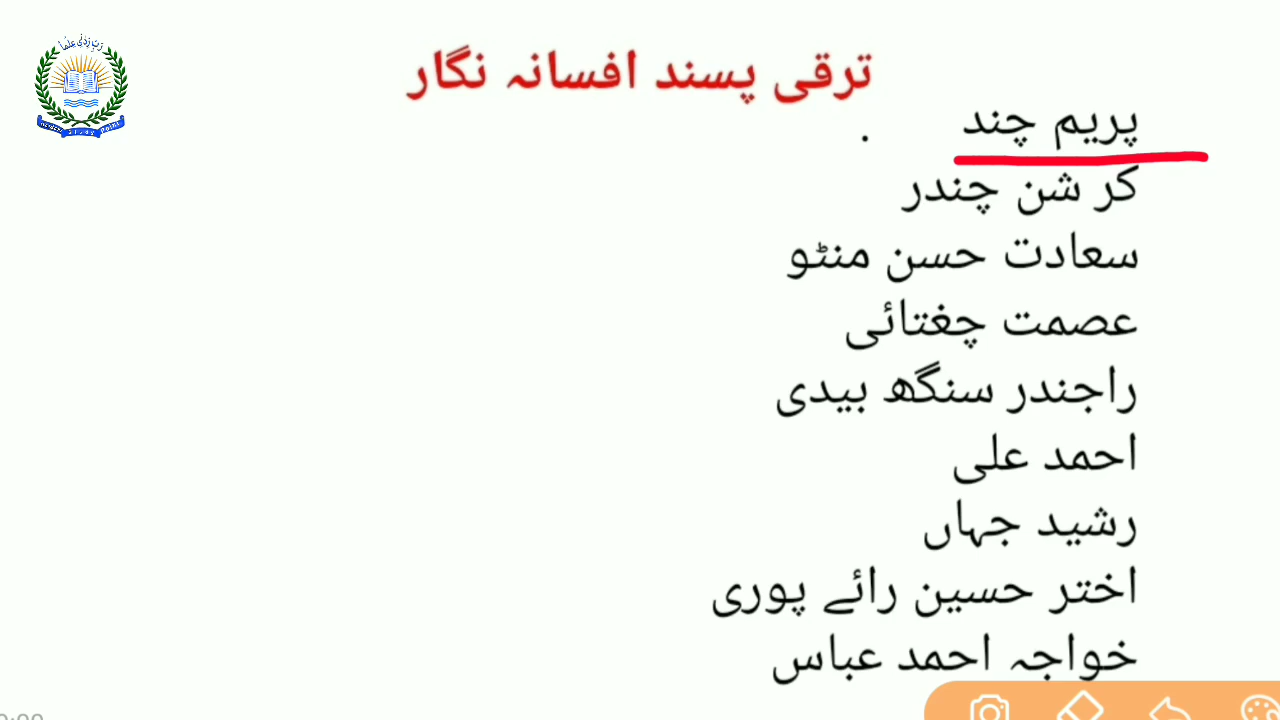 ترقی پسند افسانہ نگار
پریم چند .
کر شن چندر
سعادت حسن منٹو
عصمت چغتائی
راجندر سنگھ بیدی
احمد علی
رشید جہاں
اختر حسین رائے پوری
خواجہ احمد عباس